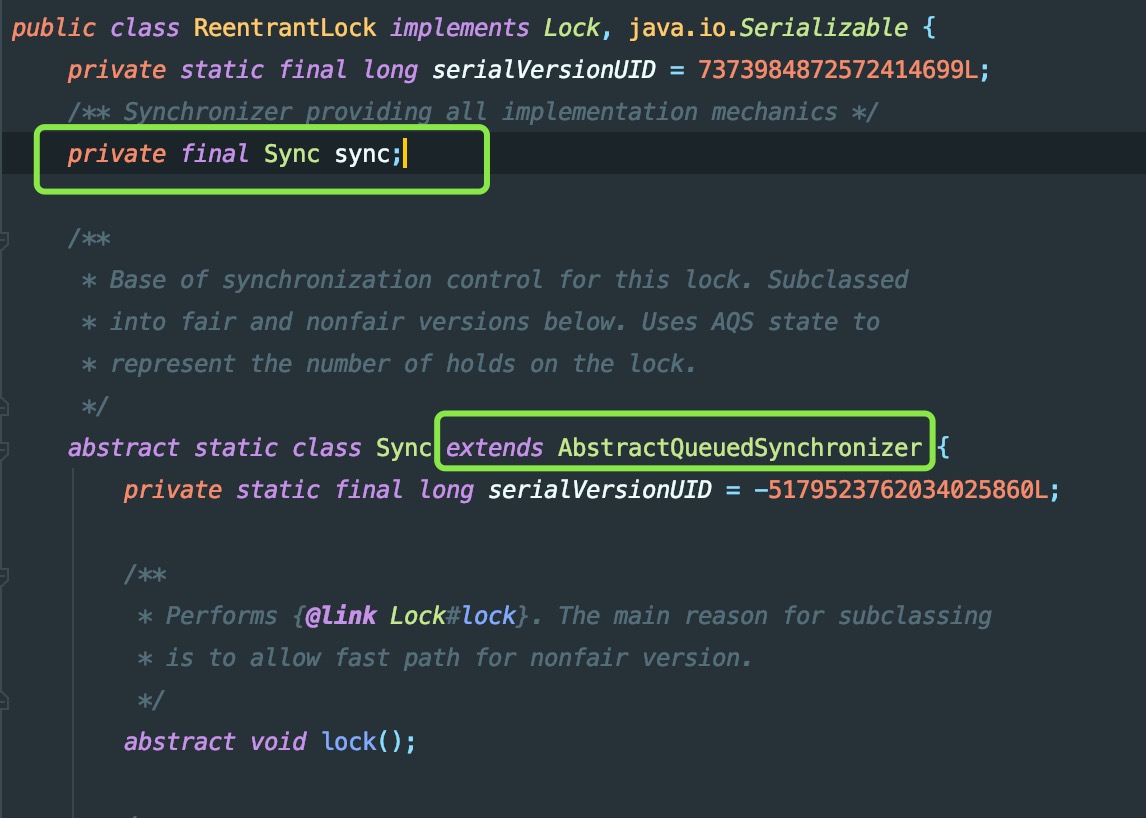 public class ReentrantLock implements Lock, java.io.Serializable {
private static final long serialVersionUID = 7373984872572414699L;
/** Synchronizer providing all implementation mechanics */
private final Sync sync;
/**
* Base of synchronization control for this lock. Subclassed
* into fair and nonfair versions below. Uses AQS state to
* represent the number of holds on the lock.
*/
abstract static class Sync extends AbstractQueuedSynchronizer {
private static final long serialVersionUID = -5179523762034025860L;
/**
* Performs {@link Lock#lock}. The main reason for subclassing
* is to allow fast path for nonfair version.
*/
abstract void lock();